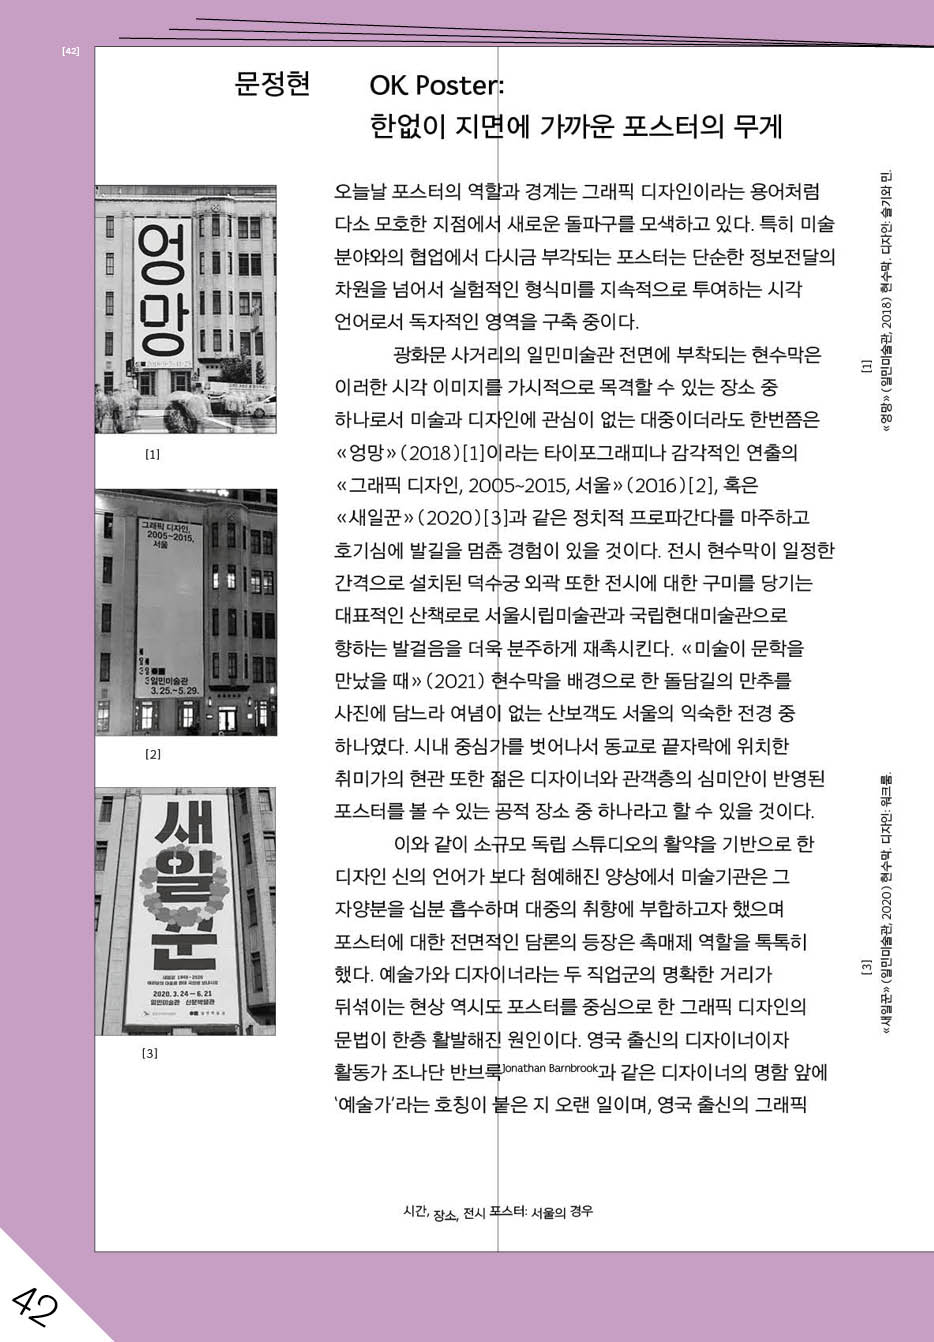 [42]
문정현
OK Poster:
한없이 지면에 가까운 포스터의 무게
오늘날 포스터의 역할과 경계는 그래픽 디자인이라는 용어처럼
다소 모호한 지점에서 새로운 돌파구를 모색하고 있다. 특히 미술
분야와의 협업에서 다시금 부각되는 포스터는 단순한 정보전달의
차원을 넘어서 실험적인 형식미를 지속적으로 투여하는 시각
언어로서 독자적인 영역을 구축 중이다.
광화문 사거리의 일민미술관 전면에 부착되는 현수막은
이러한 시각 이미지를 가시적으로 목격할 수 있는 장소 중
하나로서 미술과 디자인에 관심이 없는 대중이더라도 한번쯤은
«엉망»(2018)[1]이라는 타이포그래피나 감각적인 연출의
«그래픽 디자인, 2005~2015, 서울»(2016)[2], 혹은
«새일꾼»(2020)[3]과 같은 정치적 프로파간다를 마주하고
호기심에 발길을 멈춘 경험이 있을 것이다. 전시 현수막이 일정한
간격으로 설치된 덕수궁 외곽 또한 전시에 대한 구미를 당기는
대표적인 산책로로 서울시립미술관과 국립현대미술관으로
향하는 발걸음을 더욱 분주하게 재촉시킨다. «미술이 문학을
만났을 때»(2021) 현수막을 배경으로 한 돌담길의 만추를
사진에 담느라 여념이 없는 산보객도 서울의 익숙한 전경 중
하나였다. 시내 중심가를 벗어나서 동교로 끝자락에 위치한
취미가의 현관 또한 젊은 디자이너와 관객층의 심미안이 반영된
포스터를 볼 수 있는 공적 장소 중 하나라고 할 수 있을 것이다.
이와 같이 소규모 독립 스튜디오의 활약을 기반으로 한
디자인 신의 언어가 보다 첨예해진 양상에서 미술기관은 그
자양분을 십분 흡수하며 대중의 취향에 부합하고자 했으며
포스터에 대한 전면적인 담론의 등장은 촉매제 역할을 톡톡히
했다. 예술가와 디자이너라는 두 직업군의 명확한 거리가
뒤섞이는 현상 역시도 포스터를 중심으로 한 그래픽 디자인의
문법이 한층 활발해진 원인이다. 영국 출신의 디자이너이자
활동가 조나단 반브룩Jonathan Barnbrook과 같은 디자이너의 명함 앞에
‘예술가’라는 호칭이 붙은 지 오랜 일이며, 영국 출신의 그래픽
엉
망
[1]
그래픽 디자인,
2005~2015,
서울
일민미술관
3.25.~5.29.
[2]
새
일
꾼
새일꾼 1948-2020
2020. 3. 24 — 6. 21
일민미술관 신문박물관
[3]
[1]
«엉망»(일민미술관, 2018) 현수막. 디자인: 슬기와 민.
[3]
«새일꾼»(일민미술관, 2020) 현수막. 디자인: 워크룸.
시간, 장소, 전시 포스터: 서울의 경우
42